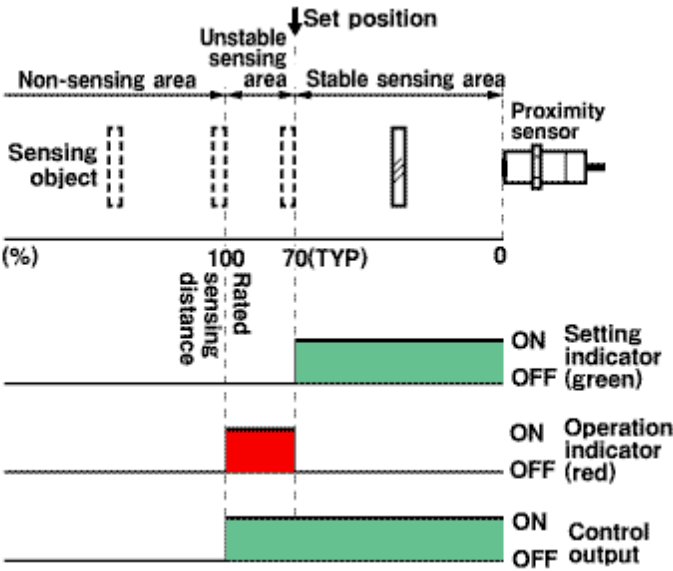 Set position
Unstable
sensing
area
Non-sensing area
Stable sensing area
Proximity
sensor
Sensing
object
(%)
100
70(TYP)
0
Rated
sensing
distance
ON
OFF
Setting
indicator
(green)
ON
OFF
Operation
indicator
(red)
ON
OFF
Control
output